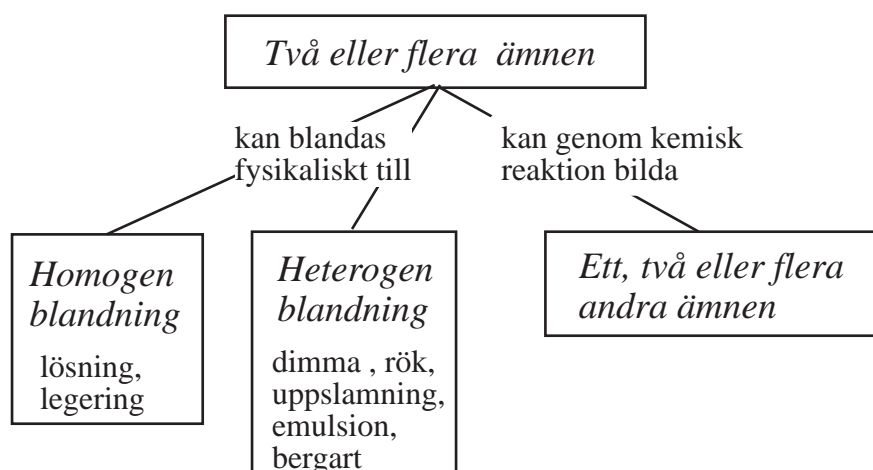 Två eller flera ämnen
kan blandas
fysikaliskt till
kan genom kemisk
reaktion bilda
Homogen
blandning
lösning,
legering
Heterogen
blandning
dimma , rök,
uppslamning,
emulsion,
bergart
Ett, två eller flera
andra ämnen